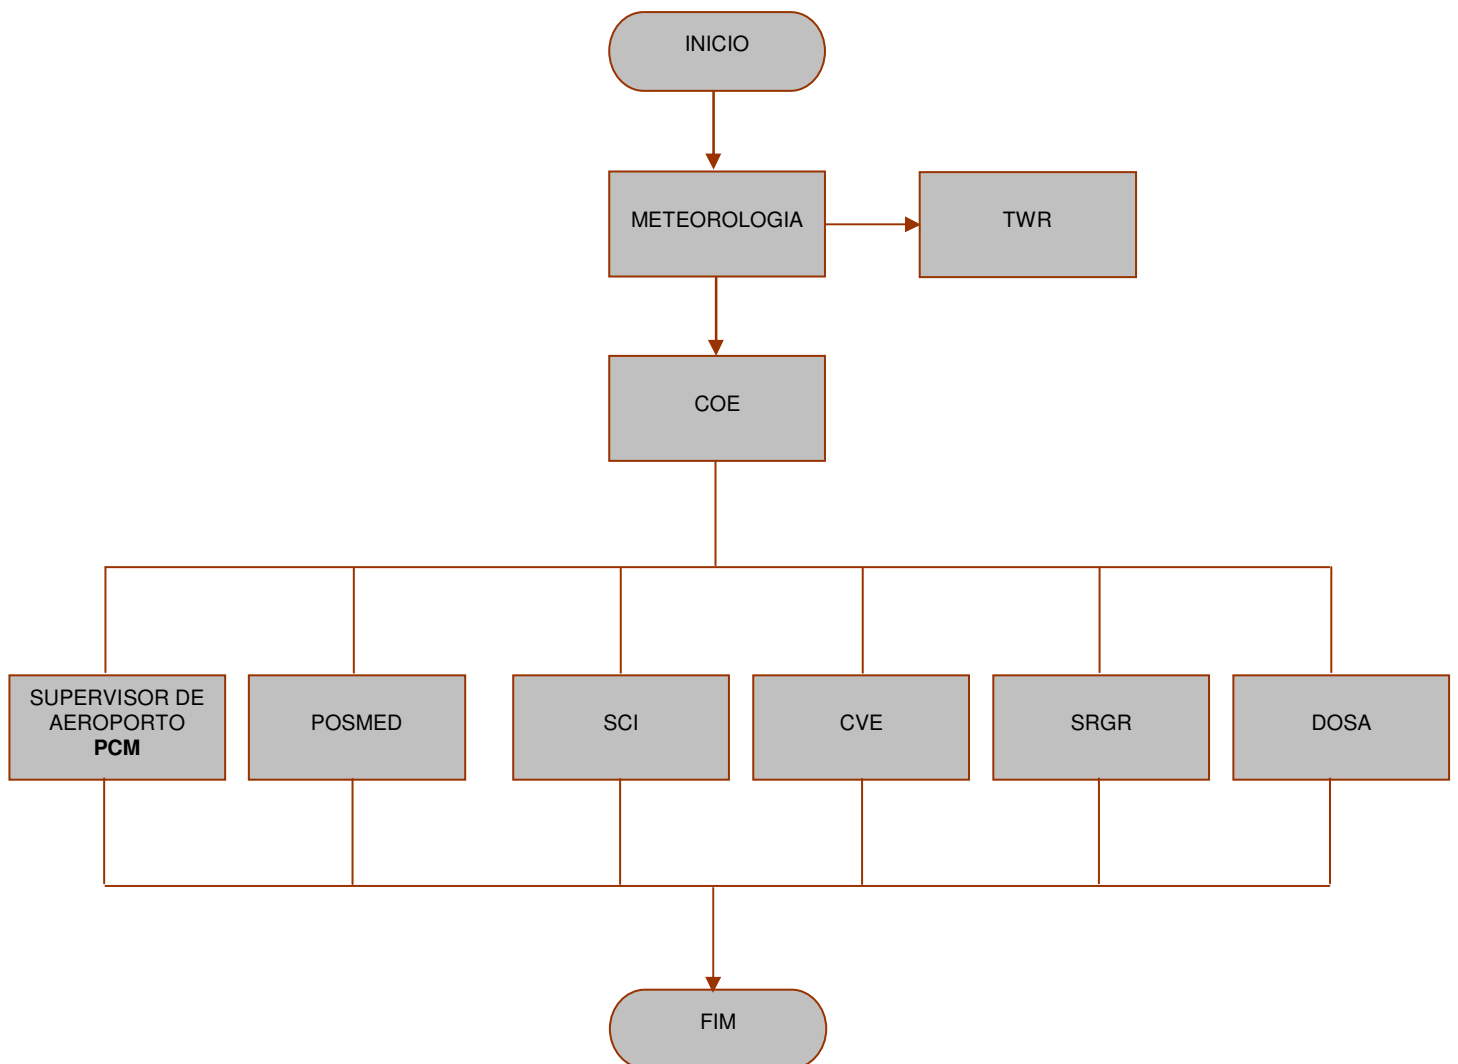 INICIO
METEOROLOGIA
TWR
COE
SUPERVISOR DE
AEROPORTO
PCM
POSMED
SCI
CVE
SRGR
DOSA
FIM